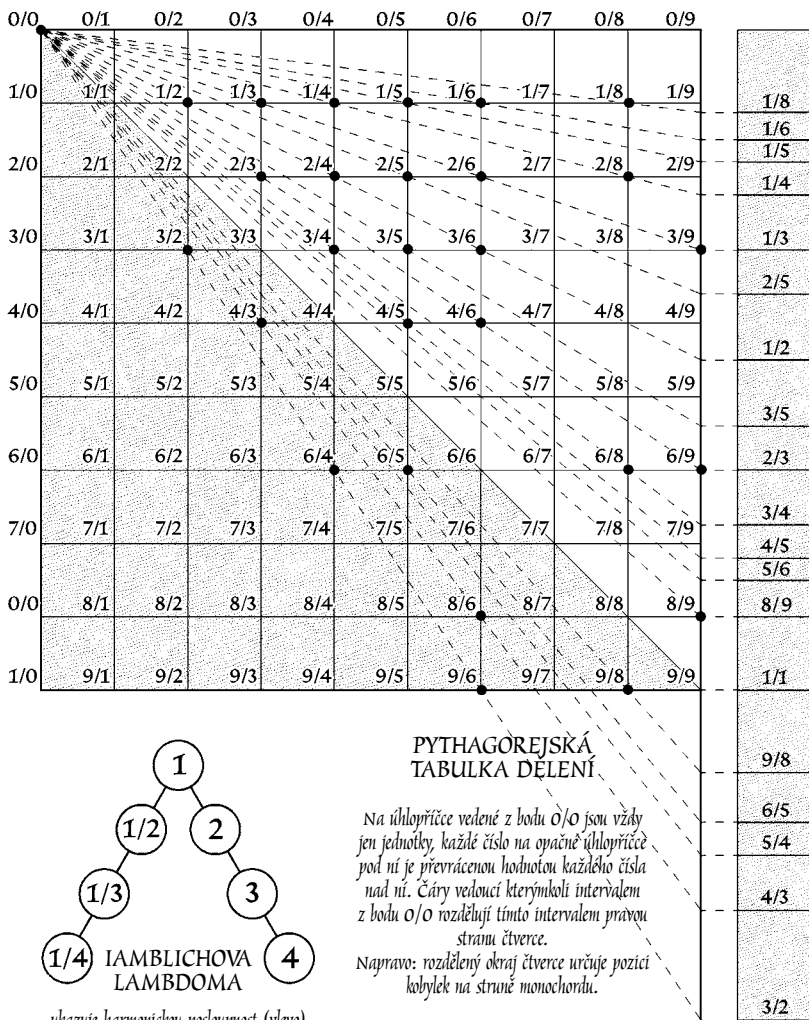 0/0 0/1 0/2 0/3 0/4 0/5 0/6 0/7 0/8 0/9
1/0 1/1 1/2 1/3 1/4 1/5 1/6 1/7 1/8 1/9
1/8
1/6
2/0 2/1 2/2 2/3 2/4 2/5 2/6 2/7 2/8 2/9
1/5
1/4
3/0 3/1 3/2 3/3 3/4 3/5 3/6 3/7 3/8 3/9
1/3
2/5
4/0 4/1 4/2 4/3 4/4 4/5 4/6 4/7 4/8 4/9
1/2
5/0 5/1 5/2 5/3 5/4 5/5 5/6 5/7 5/8 5/9
3/5
6/0 6/1 6/2 6/3 6/4 6/5 6/6 6/7 6/8 6/9
2/3
3/4
7/0 7/1 7/2 7/3 7/4 7/5 7/6 7/7 7/8 7/9
4/5
5/6
0/0 8/1 8/2 8/3 8/4 8/5 8/6 8/7 8/8 8/9
8/9
1/0 9/1 9/2 9/3 9/4 9/5 9/6 9/7 9/8 9/9
1/1
9/8
6/5
5/4
4/3
3/2
1
1/2 2
1/3 3
1/4 4
IAMBLICHOVA
LAMBDOMA
ukazuje harmonickou posloupnost (vlevo)
PYTHAGOREJSKÁ
TABULKA DĚLENÍ
Na úhlopříčce vedené z bodu 0/0 jsou vždy
jen jednotky, každé číslo na opačné úhlopříčce
pod ní je převrácenou hodnotou každého čísla
nad ní. Čáry vedoucí kterýmkoli intervalem
z bodu 0/0 rozdělují tímto intervalem pravou
stranu čtverce.
Napravo: rozdělený okraj čtverce určuje pozici
kobylek na struně monochordu.